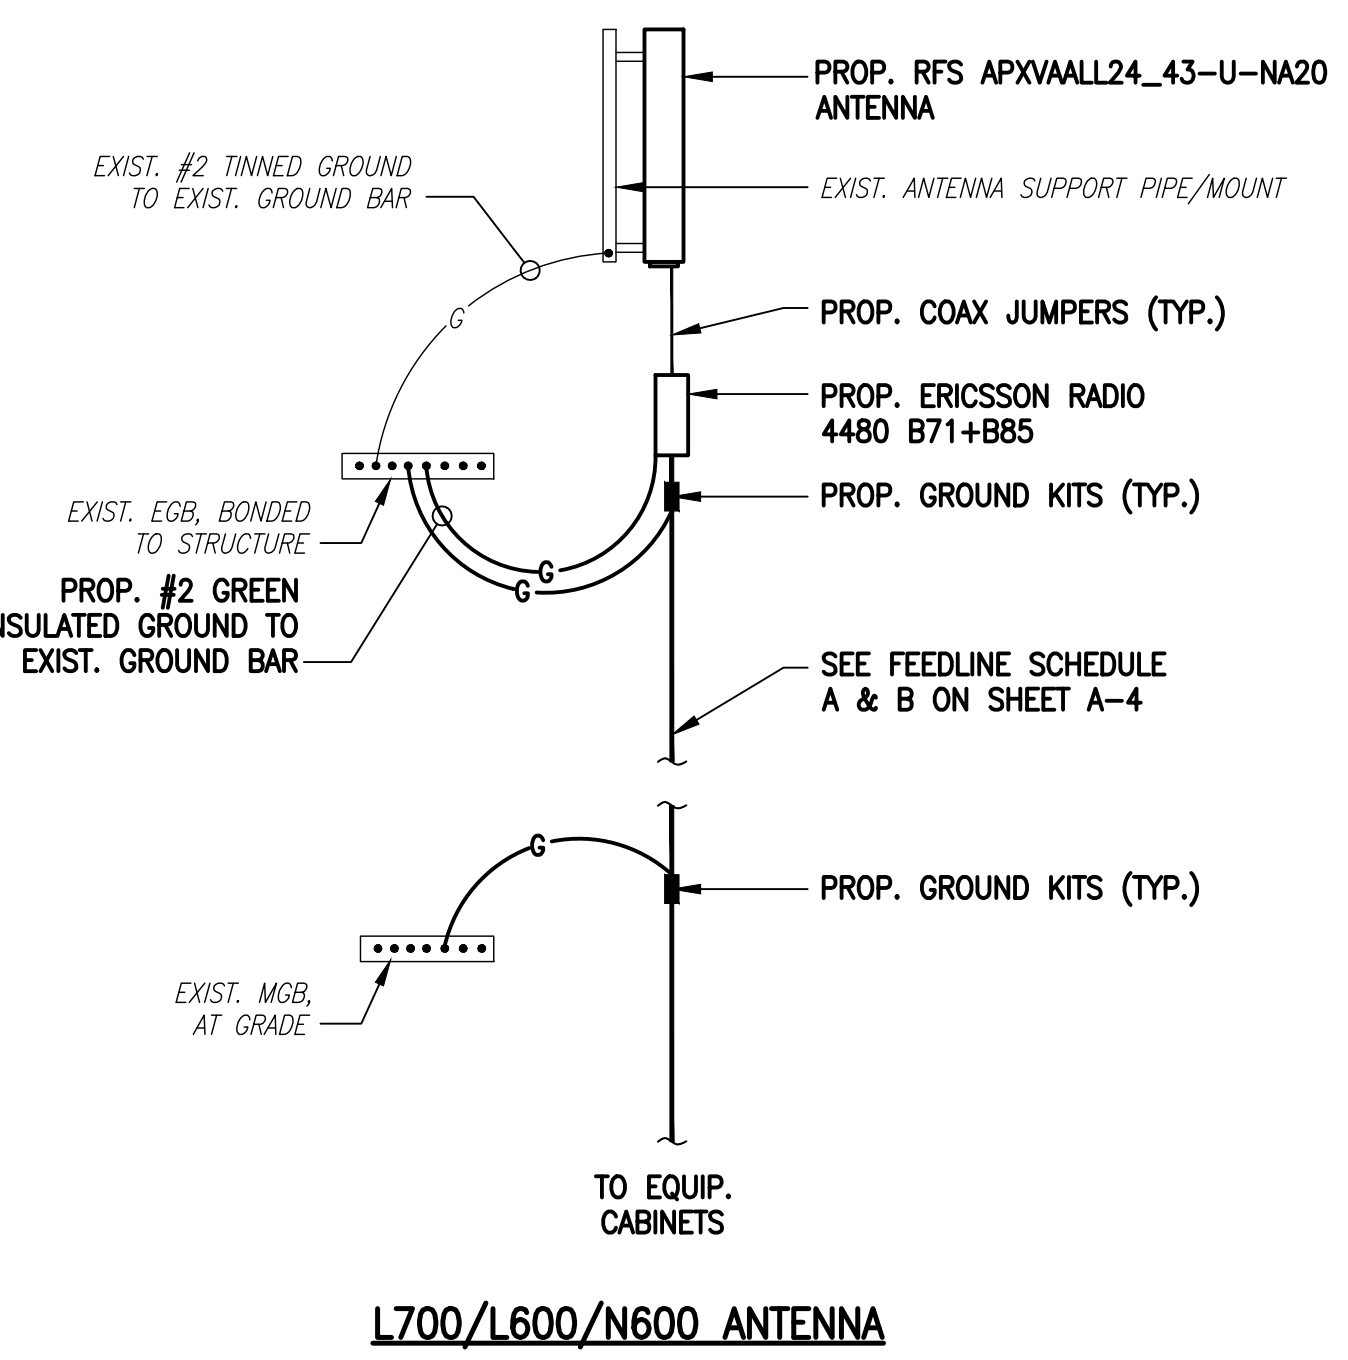 PROP. RFS APXVAALL24_43-U-NA20
ANTENNA
EXIST. #2 TINNED GROUND
TO EXIST. GROUND BAR
EXIST. ANTENNA SUPPORT PIPE/MOUNT
G
PROP. COAX JUMPERS (TYP.)
PROP. ERICSSON RADIO
4480 B71+B85
PROP. GROUND KITS (TYP.)
EXIST. EGB, BONDED
TO STRUCTURE
G
G
PROP. #2 GREEN
NSULATED GROUND TO
EXIST. GROUND BAR
SEE FEEDLINE SCHEDULE
A & B ON SHEET A-4
G
PROP. GROUND KITS (TYP.)
EXIST. MGB,
AT GRADE
TO EQUIP.
CABINETS
L700/L600/N600 ANTENNA